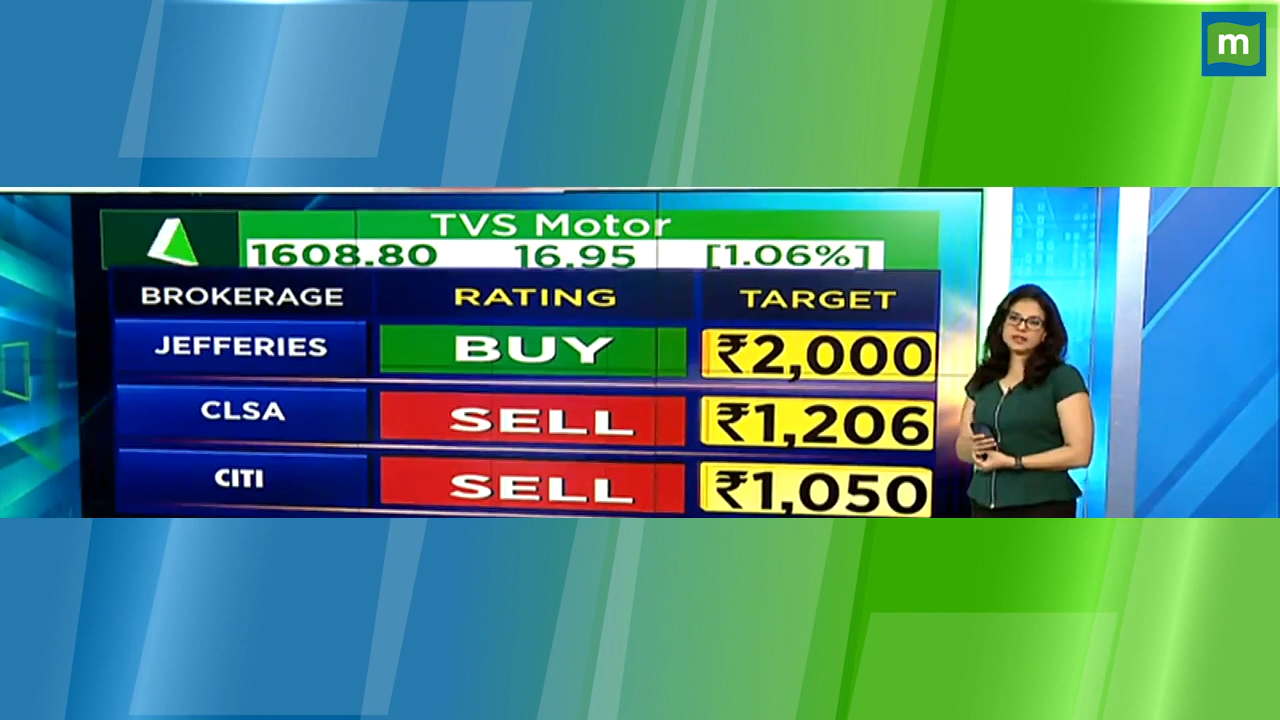 m
TVS Motor
1608.80 16.95 [1.06%]
BROKERAGE RATING TARGET
JEFFERIES BUY ₹2,000
CLSA SELL ₹1,206
CITI SELL ₹1,050